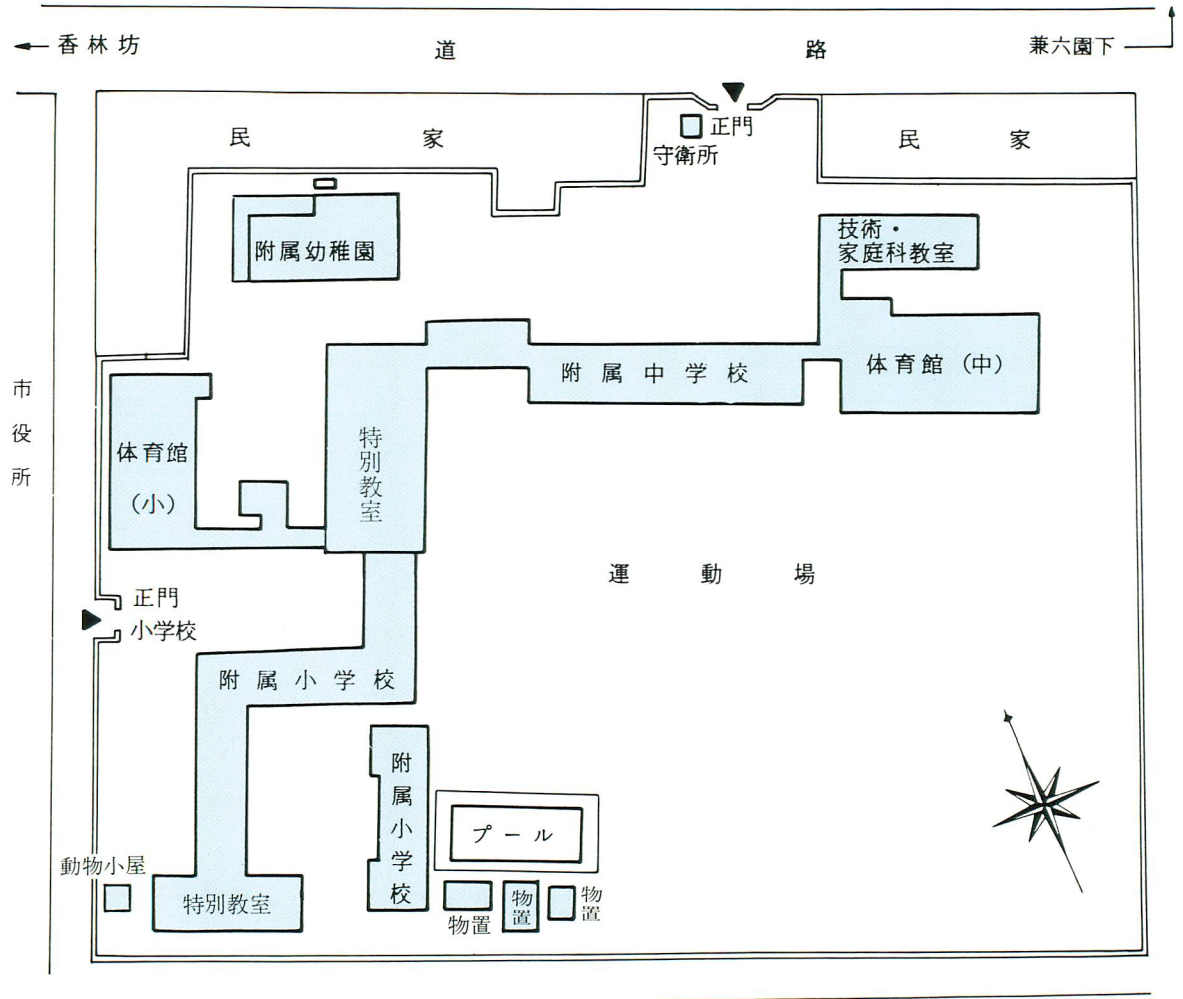 香林坊
道路
兼六園下
民家
正門
守衛所
民家
附属幼稚園
技術・
家庭科教室
体育館（中）
附属中学校
特別教室
体育館
（小）
市役所
運動場
正門
小学校
附属小学校
附属小学校
プール
動物小屋
特別教室
物置
物置
物置